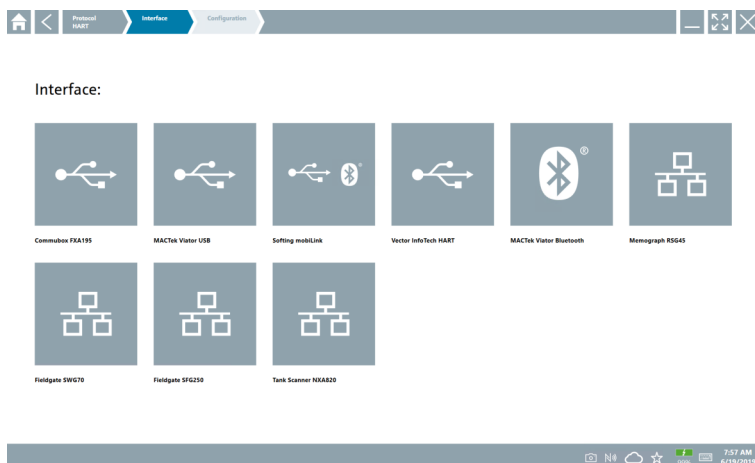 Protocol
HART
Interface
Configuration
Interface:
Commubox FXA195
MACTek Viator USB
Softing mobiLink
Vector InfoTech HART
MACTek Viator Bluetooth
Memograph RSG45
Fieldgate SWG70
Fieldgate SFG250
Tank Scanner NXA820
7:57 AM